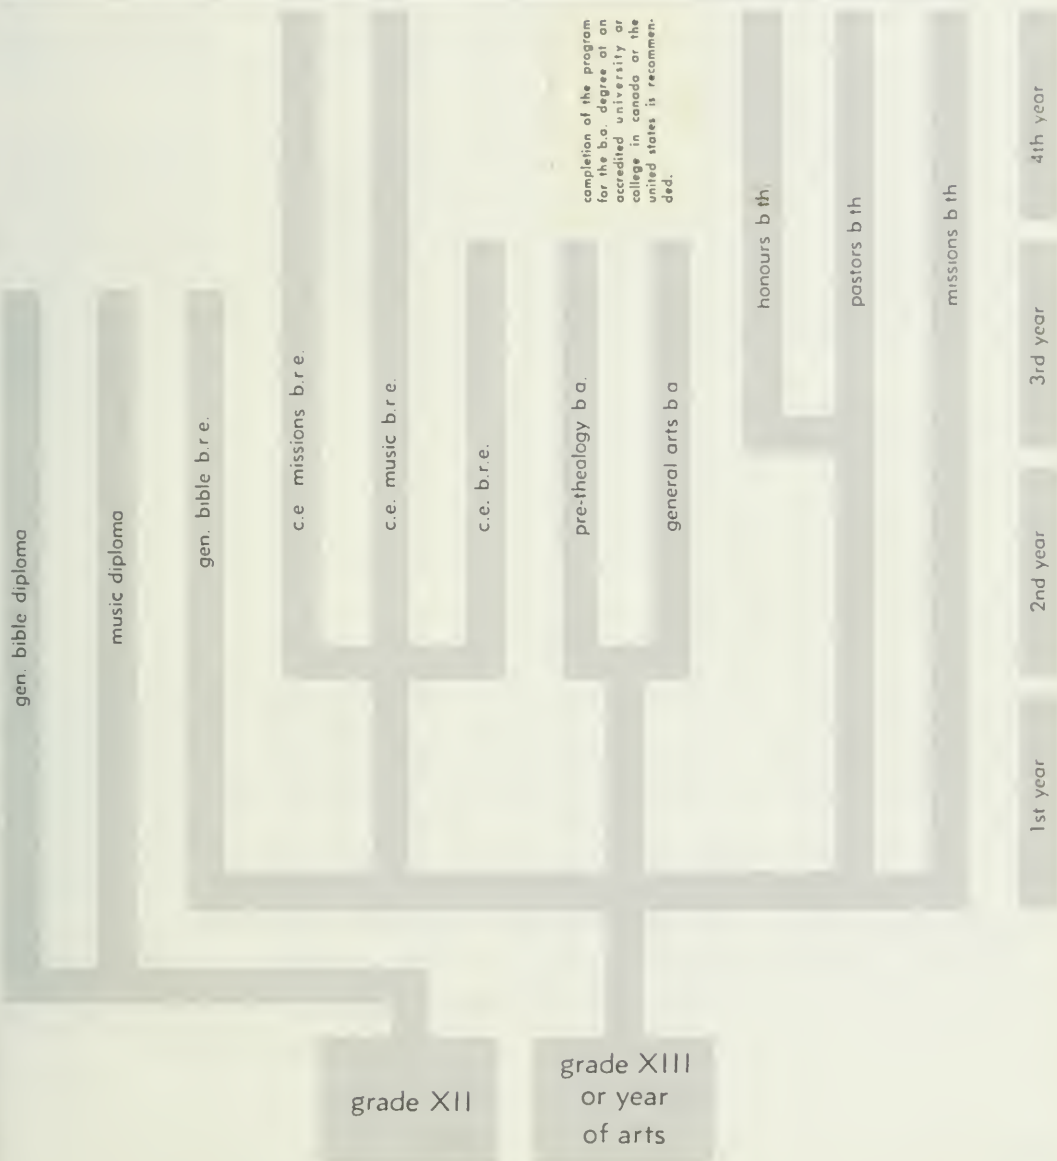 gen. bible diploma
music diploma
gen. bible b.r.e.
c.e missions b.r e.
c.e. music b.r e.
c.e. b.r.e.
completion of the program
for the b.a. degree at an
accredited university or
college in canada or the
united states is recommen-
ded.
pre-theology b a.
general arts b a
honours b th.
pastors b th
missions b th
4th year
3rd year
2nd year
1st year
grade XII
grade XIII
or year
of arts